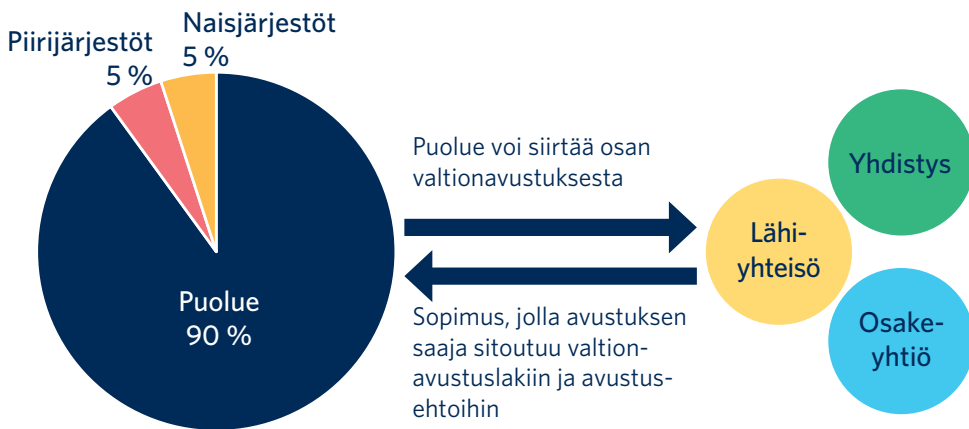 Naisjärjestöt
5 %
Piirijärjestöt
5 %
Puolue
90 %
Puolue voi siirtää osan
valtionavustuksesta
Sopimus, jolla avustuksen
saaja sitoutuu valtion-
avustuslakiin ja avustus-
ehtoihin
Lähi-
yhteisö
Yhdistys
Osake-
yhtiö